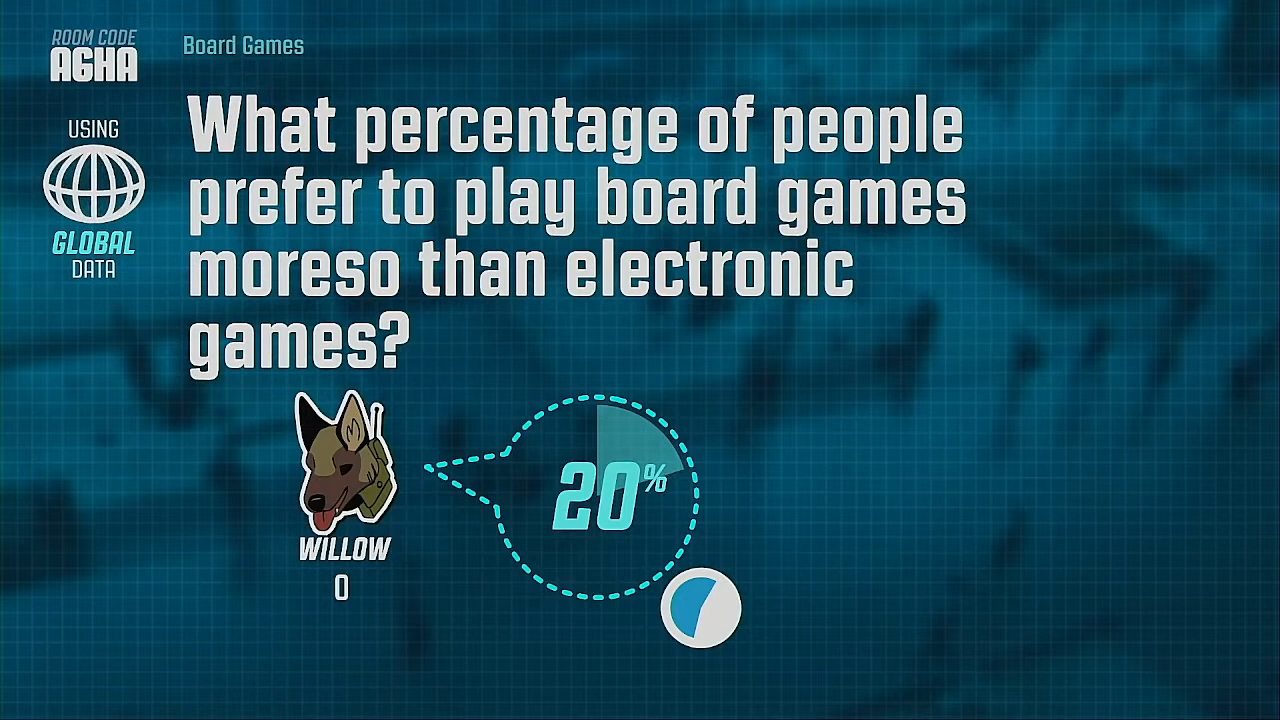 ROOM CODE
AGHA
Board Games
USING
GLOBAL
DATA
What percentage of people
prefer to play board games
moreso than electronic
games?
20%
WILLOW
0